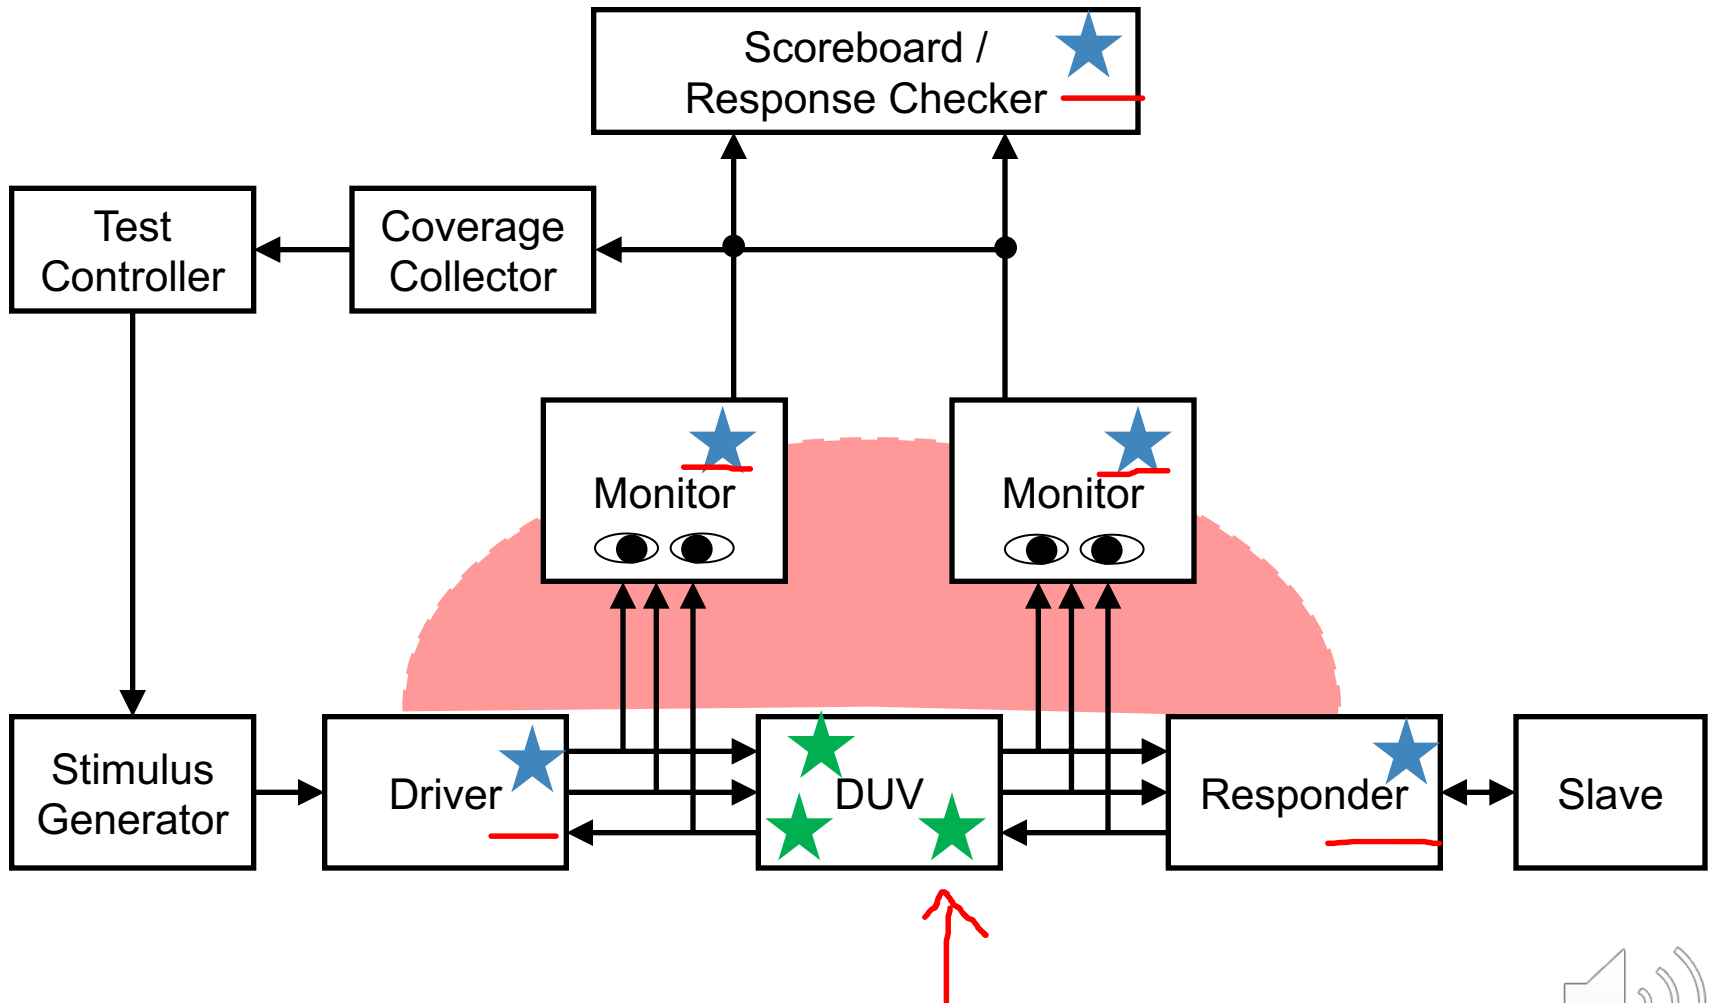 Scoreboard /
Response Checker
Test
Controller
Coverage
Collector
Monitor
Monitor
Stimulus
Generator
Driver
DUV
Responder
Slave